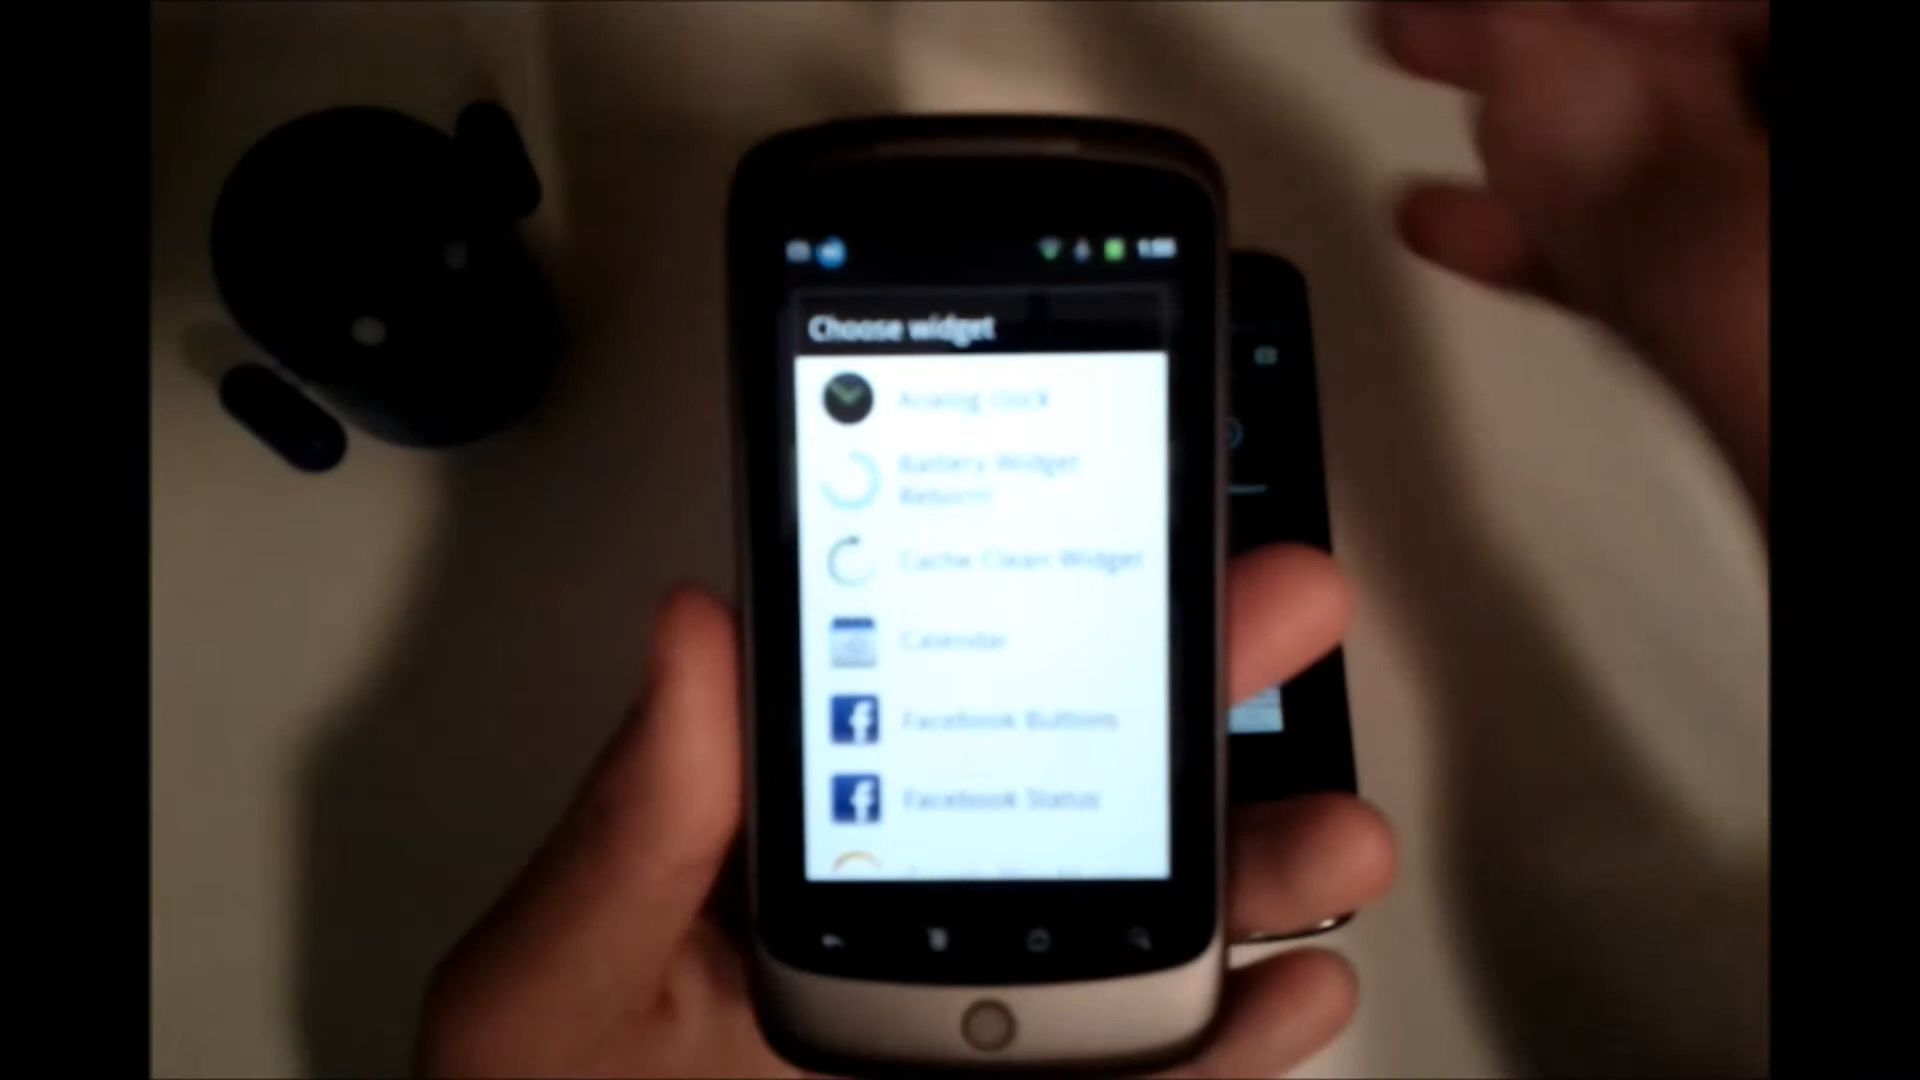 Choose widget
Analog clock
Battery Widget
Reborn
Cache Clean Widget
Calendar
Facebook Buttons
Facebook Status